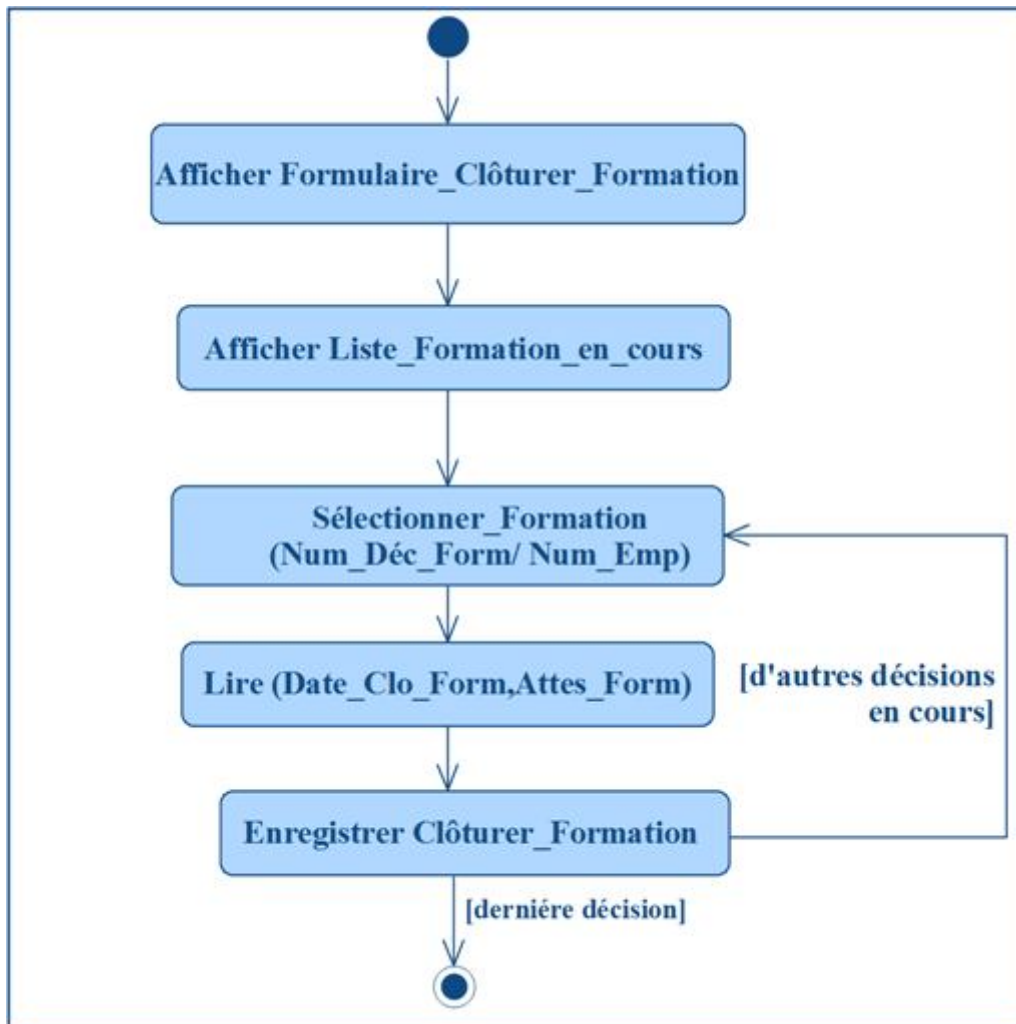 Afficher Formulaire_Clôturer_Formation
Afficher Liste_Formation_en_cours
Sélectionner_Formation
(Num_Déc_Form/ Num_Emp)
Lire (Date_Clo_Form,Attes_Form)
[d'autres décisions
en cours]
Enregistrer Clôturer_Formation
[derniére décision]